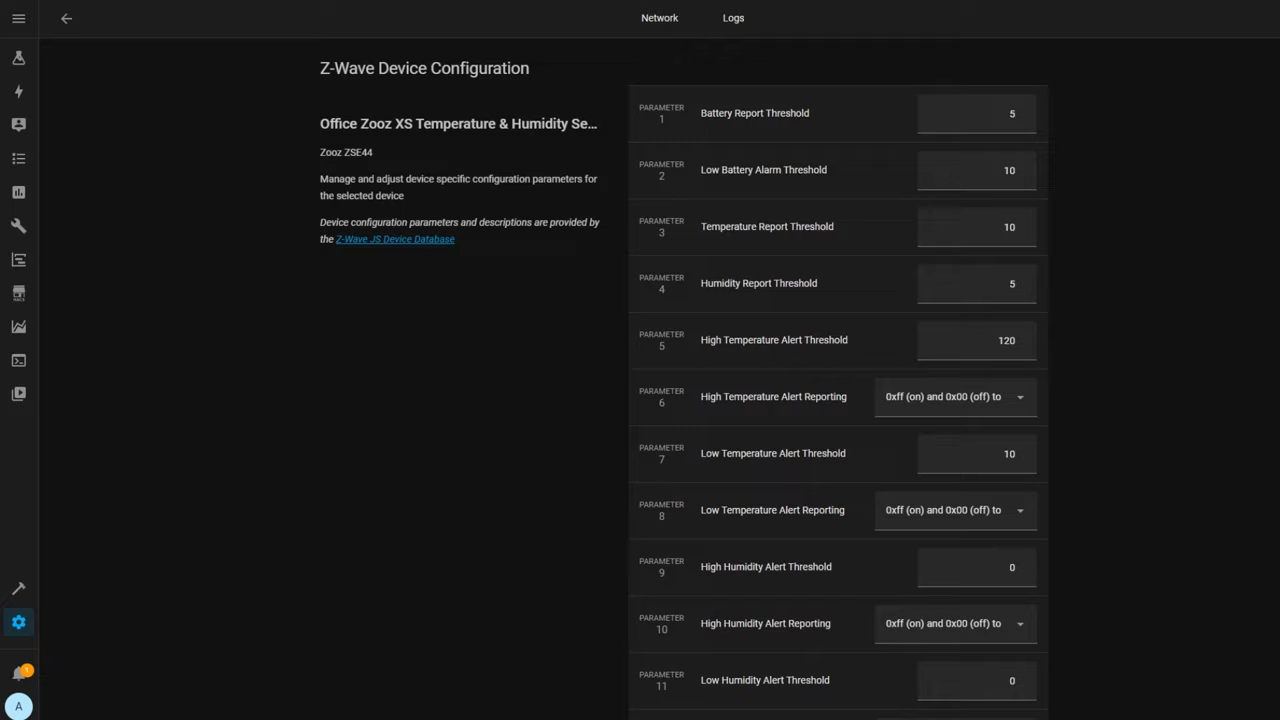 Network
Logs
Z-Wave Device Configuration
Office Zooz XS Temperature & Humidity Se...
Zooz ZSE44
Manage and adjust device specific configuration parameters for
the selected device
Device configuration parameters and descriptions are provided by
the Z-Wave JS Device Database
PARAMETER
1
Battery Report Threshold
5
PARAMETER
2
Low Battery Alarm Threshold
10
PARAMETER
3
Temperature Report Threshold
10
PARAMETER
4
Humidity Report Threshold
5
PARAMETER
5
High Temperature Alert Threshold
120
PARAMETER
6
High Temperature Alert Reporting
0xff (on) and 0x00 (off) to
PARAMETER
7
Low Temperature Alert Threshold
10
PARAMETER
8
Low Temperature Alert Reporting
0xff (on) and 0x00 (off) to
PARAMETER
9
High Humidity Alert Threshold
0
PARAMETER
10
High Humidity Alert Reporting
0xff (on) and 0x00 (off) to
PARAMETER
11
Low Humidity Alert Threshold
0
1
A